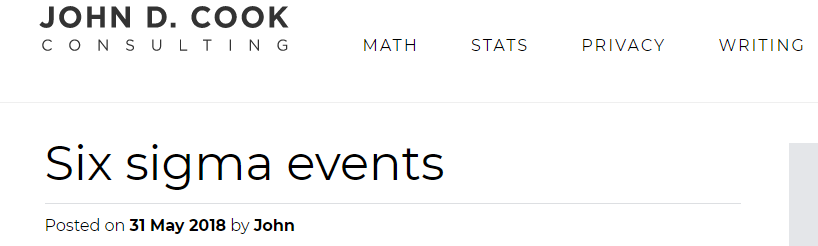 JOHN D. COOK
CONSULTING
MATH STATS PRIVACY WRITING
Six sigma events
Posted on 31 May 2018 by John